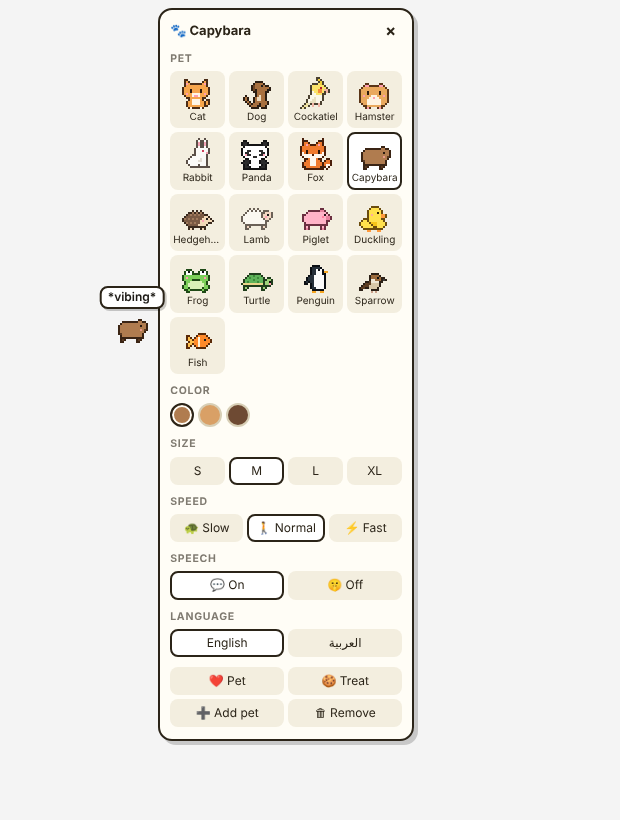 🐾 Capybara ×
PET
Cat Dog Cockatiel Hamster
Rabbit Panda Fox Capybara
Hedgeh... Lamb Piglet Duckling
*vibing*
Frog Turtle Penguin Sparrow
Fish
COLOR
SIZE
S M L XL
SPEED
🐢 Slow 🚶 Normal ⚡ Fast
SPEECH
💬 On 🤫 Off
LANGUAGE
English العربية
❤️ Pet 🍪 Treat
➕ Add pet 🗑 Remove